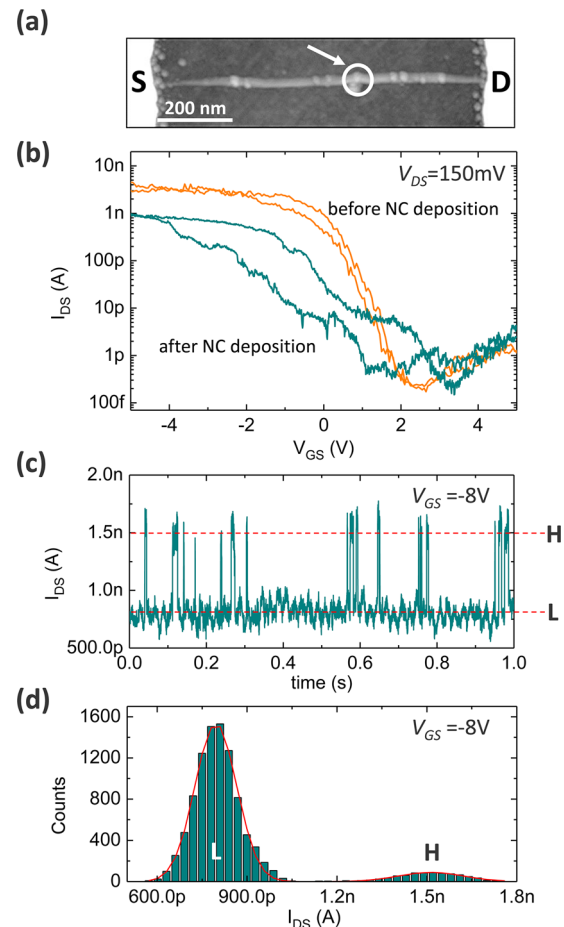 (a)
S
D
200 nm
(b)
10n
V_DS=150mV
before NC deposition
1n
100p
I_DS (A)
10p
1p
after NC deposition
100f
-4 -2 0 2 4
V_GS (V)
(c)
2.0n
V_GS =-8V
1.5n
H
I_DS (A)
1.0n
L
500.0p
0.0 0.2 0.4 0.6 0.8 1.0
time (s)
(d)
1600
V_GS =-8V
1200
Counts
800
400
L
H
0
600.0p 900.0p 1.2n 1.5n 1.8n
I_DS (A)